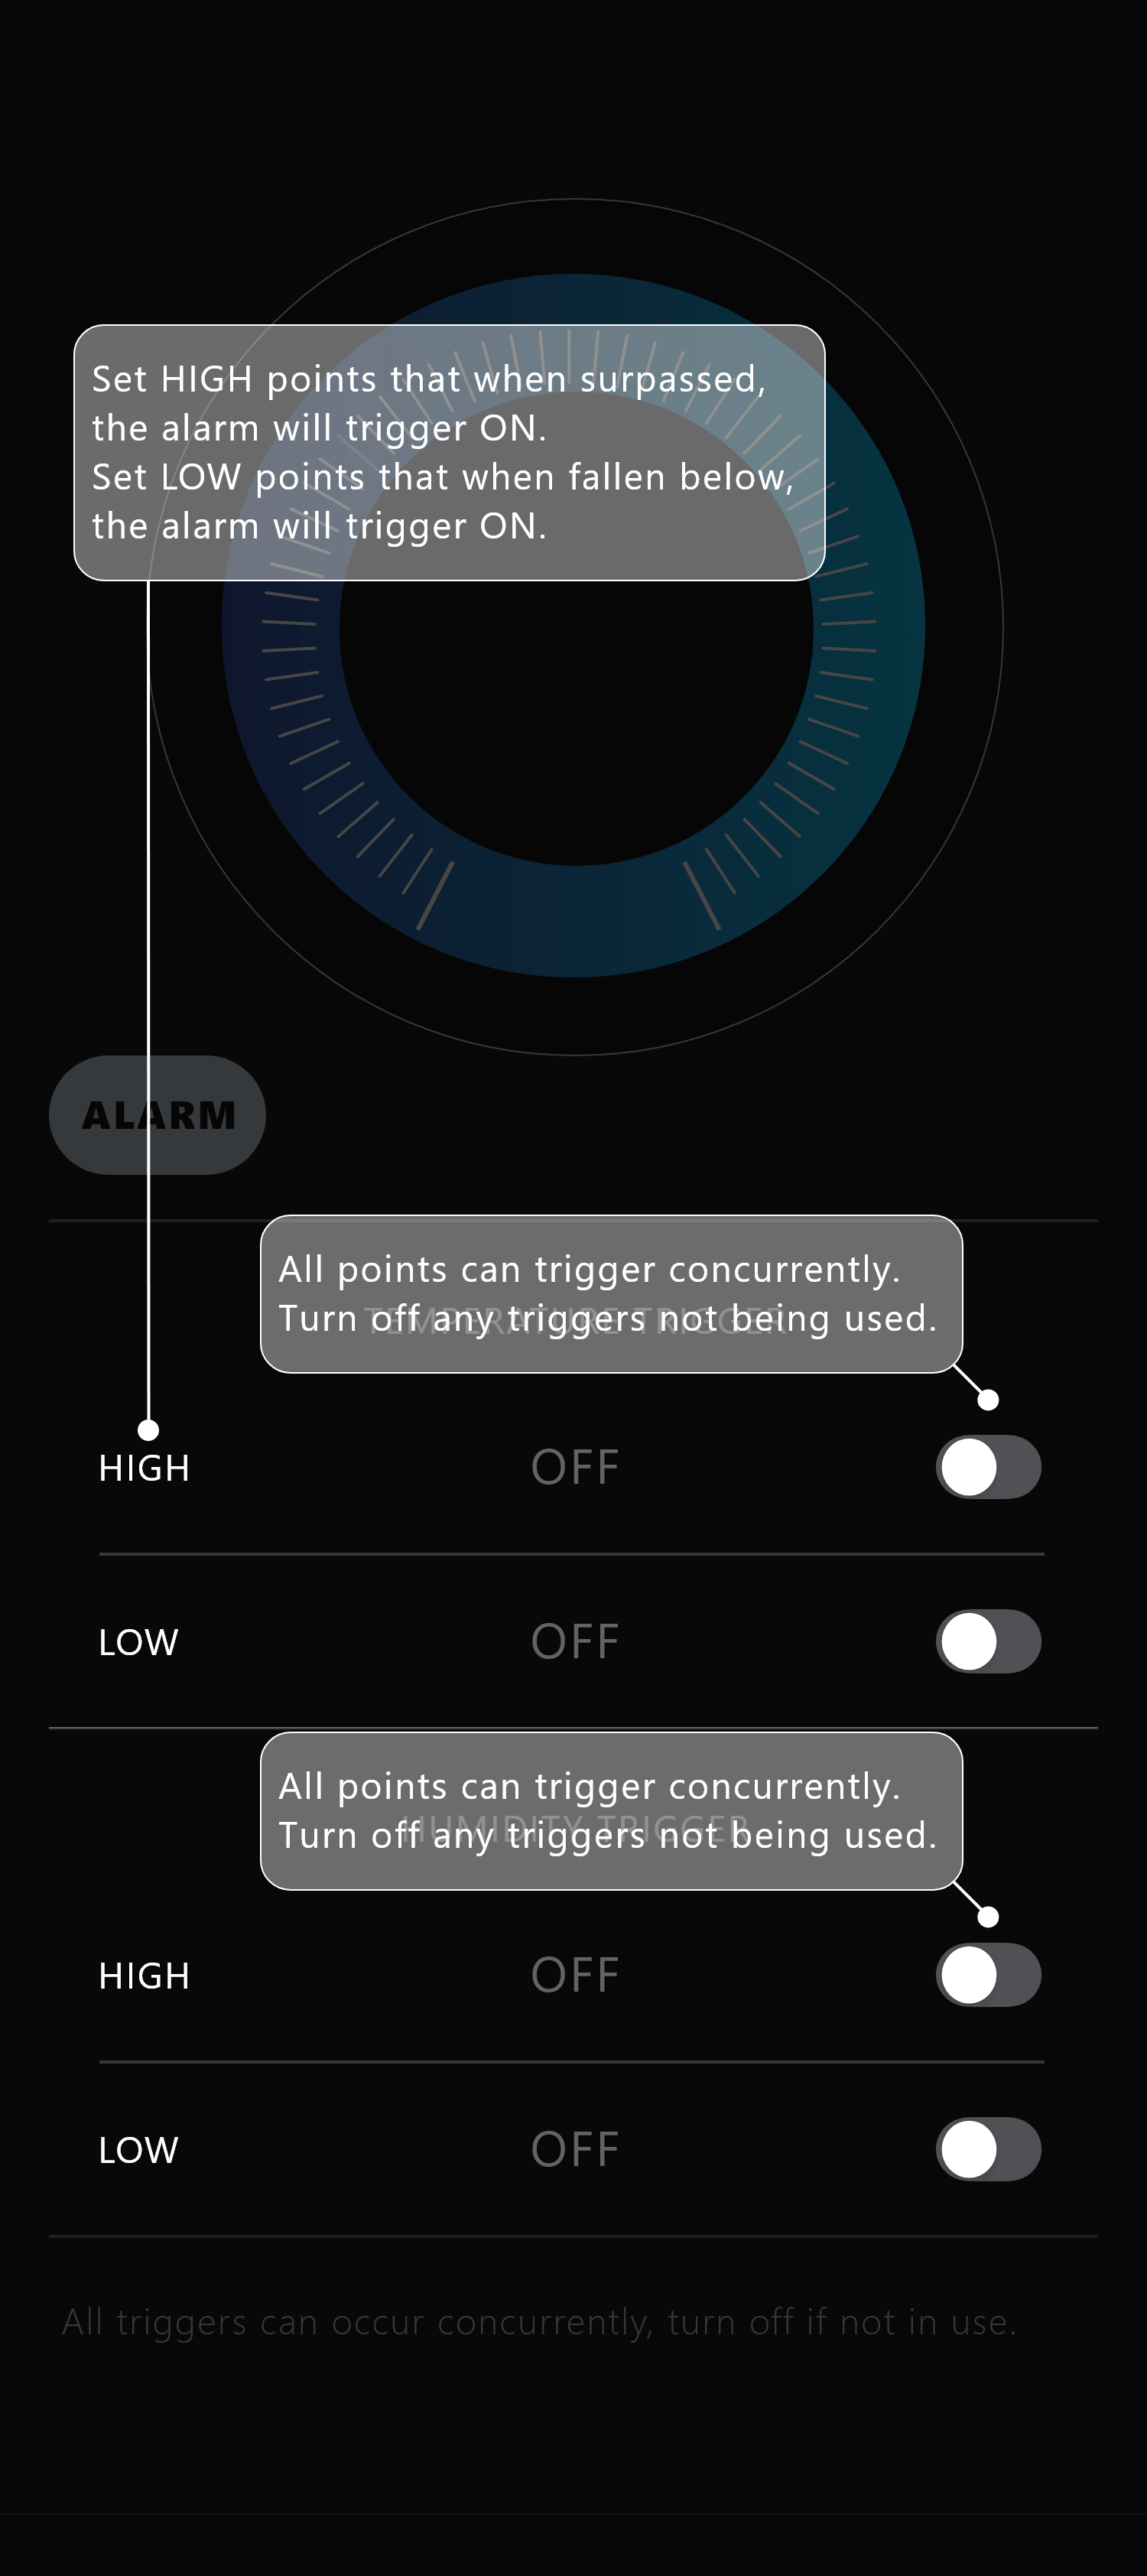 Set HIGH points that when surpassed,
the alarm will trigger ON.
Set LOW points that when fallen below,
the alarm will trigger ON.
ALARM
All points can trigger concurrently.
Turn off any triggers not being used.
TEMPERATURE TRIGGER
HIGH OFF
LOW OFF
All points can trigger concurrently.
Turn off any triggers not being used.
HUMIDITY TRIGGER
HIGH OFF
LOW OFF
All triggers can occur concurrently, turn off if not in use.